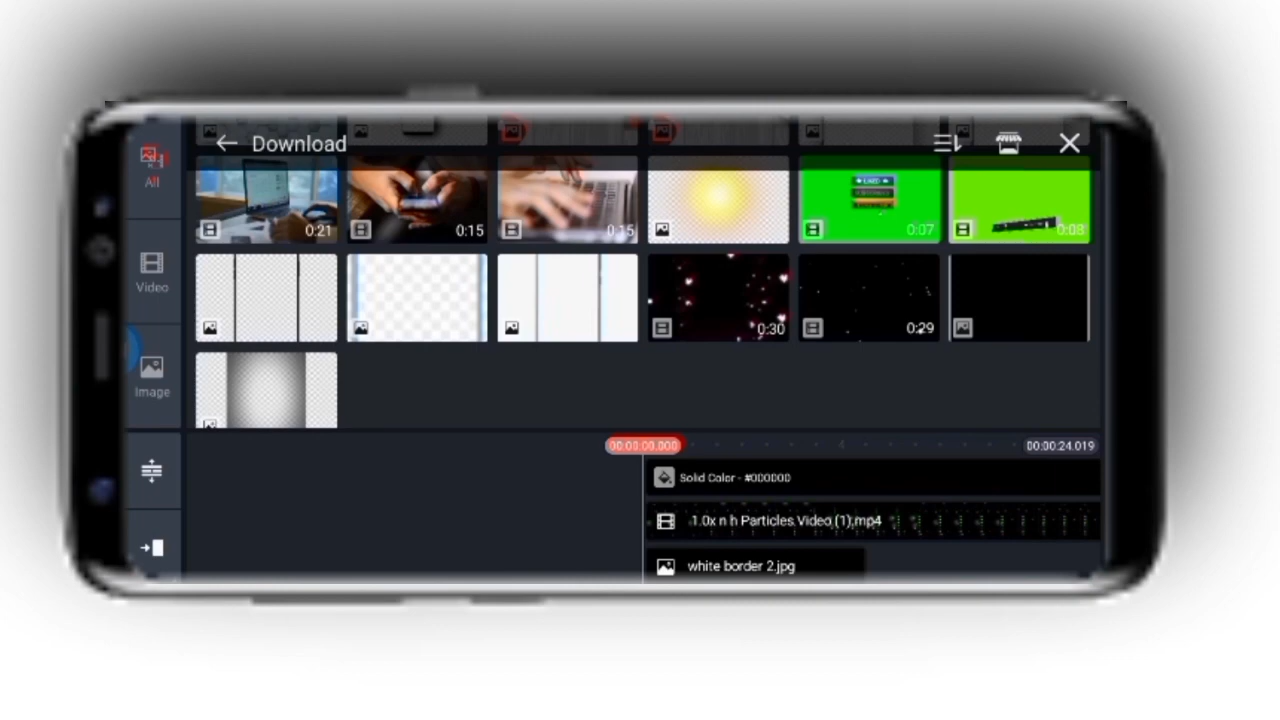 Download
All
0:21
0:15
0:15
0:07
0:08
Video
0:30
0:29
Image
00:00:00.000
00:00:24.019
Solid Color - #000000
1.0x n h Particles Video (1).mp4
white border 2.jpg